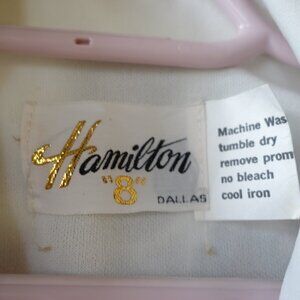 Hamilton
"8"
DALLAS
Machine Was
tumble dry
remove prom
no bleach
cool iron